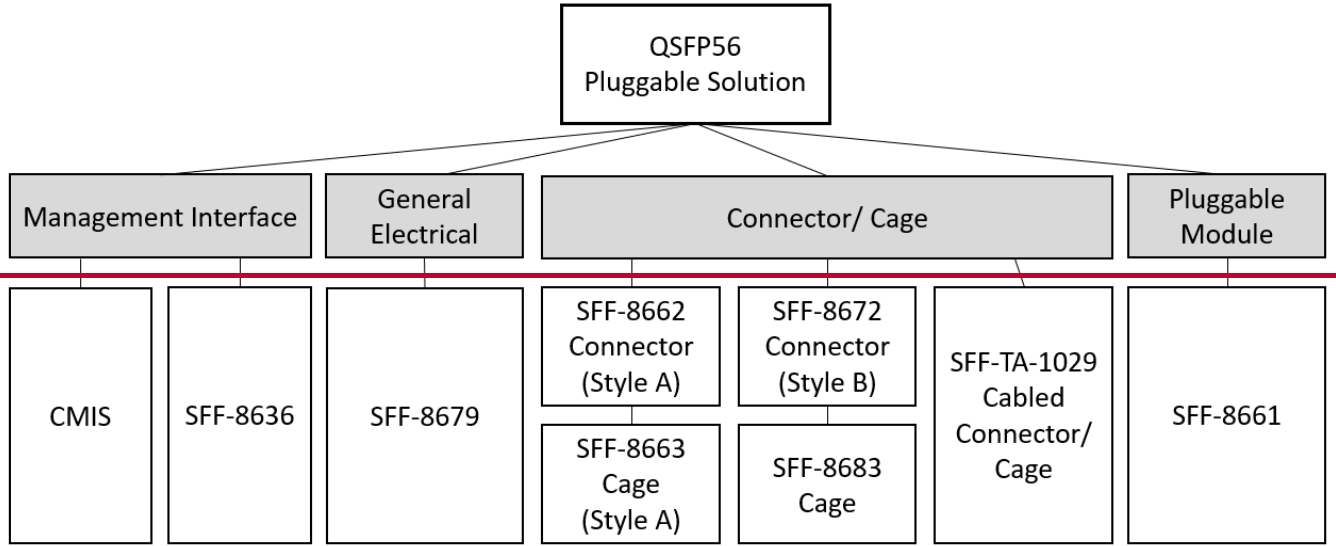 QSFP56
Pluggable Solution
Management Interface
General
Electrical
Connector/ Cage
Pluggable
Module
CMIS
SFF-8636
SFF-8679
SFF-8662
Connector
(Style A)
SFF-8663
Cage
(Style A)
SFF-8672
Connector
(Style B)
SFF-8683
Cage
SFF-TA-1029
Cabled
Connector/
Cage
SFF-8661